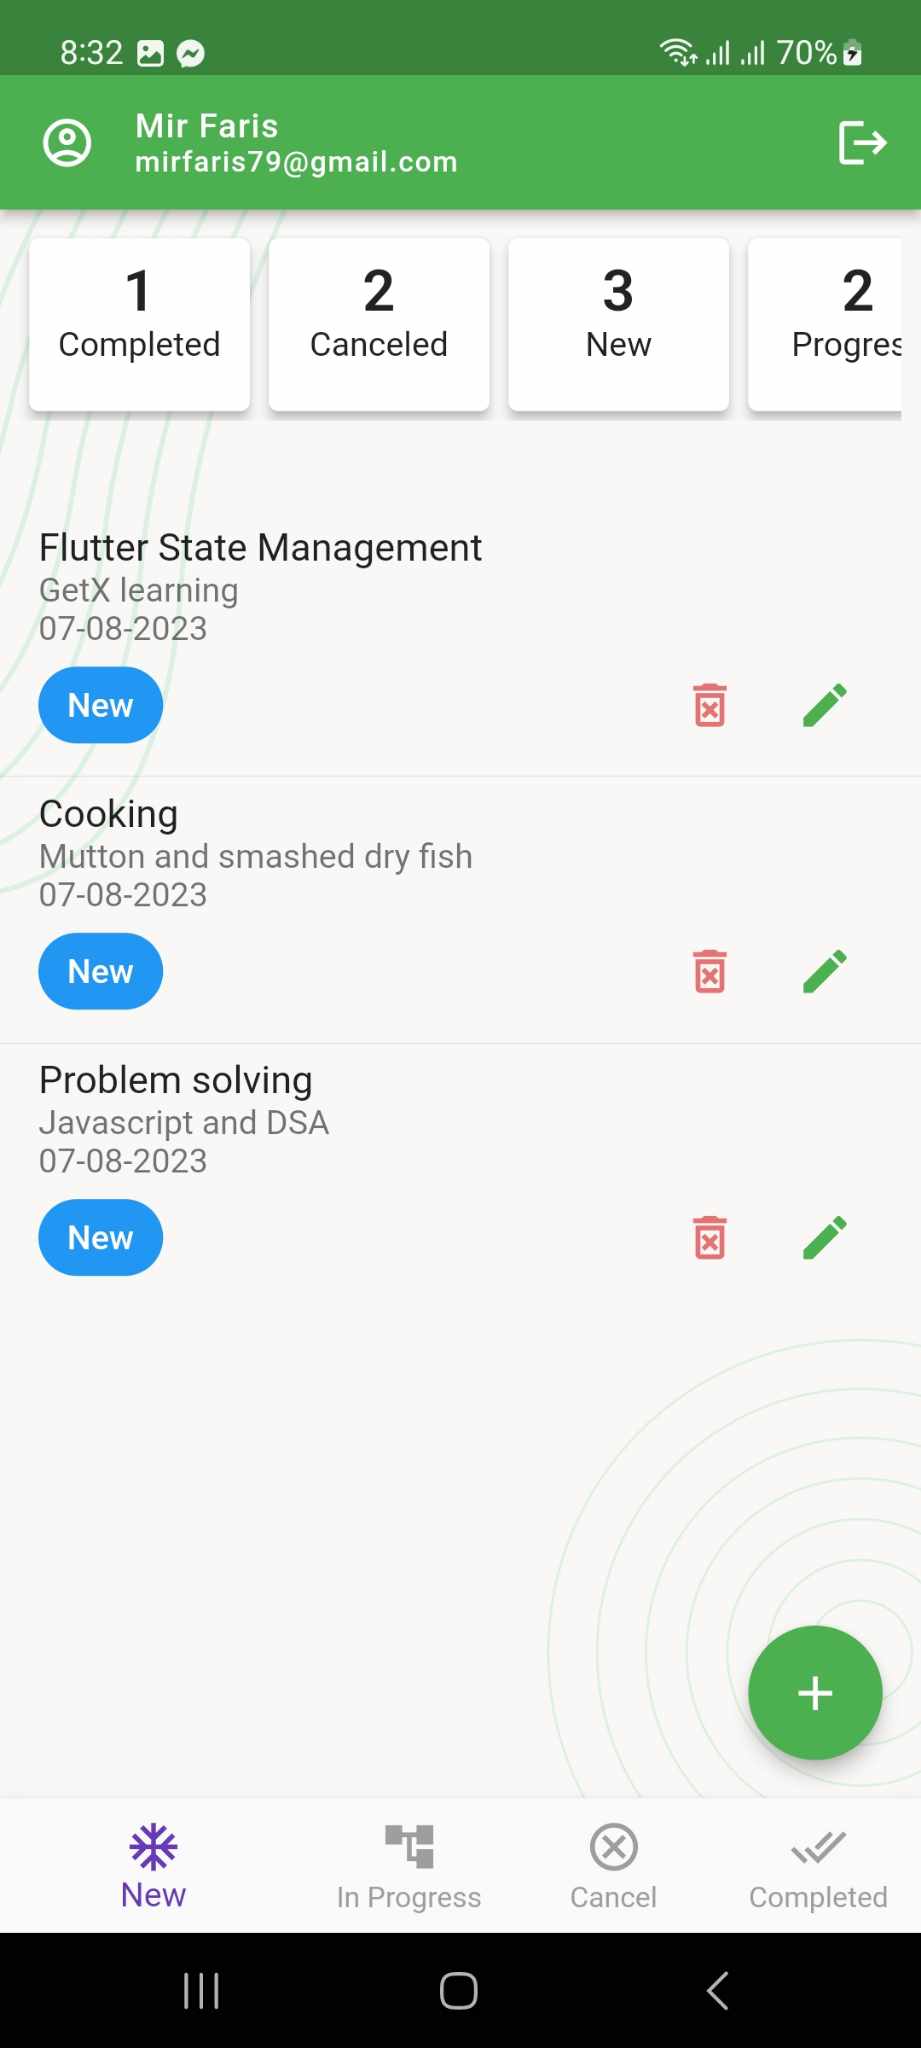 8:32 70%
Mir Faris
mirfaris79@gmail.com
1 2 3 2
Completed Canceled New Progres
Flutter State Management
GetX learning
07-08-2023
New
Cooking
Mutton and smashed dry fish
07-08-2023
New
Problem solving
Javascript and DSA
07-08-2023
New
New In Progress Cancel Completed